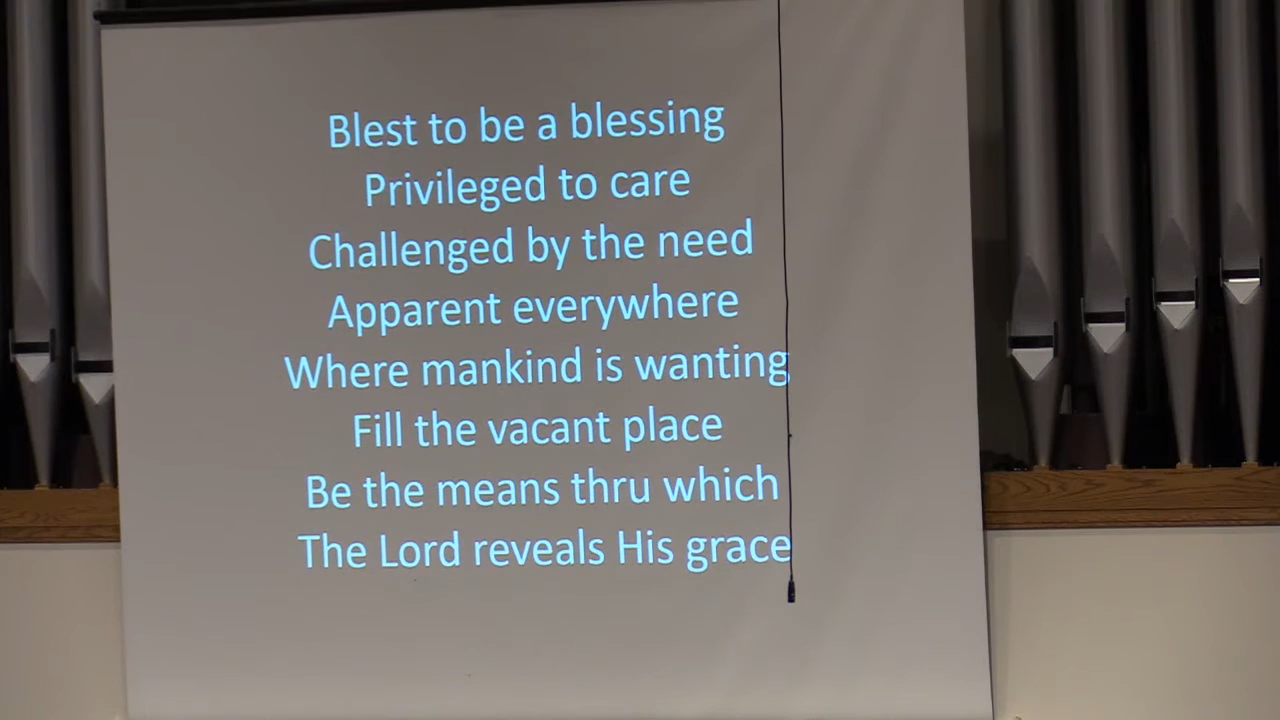 Blest to be a blessing
Privileged to care
Challenged by the need
Apparent everywhere
Where mankind is wanting
Fill the vacant place
Be the means thru which
The Lord reveals His grace